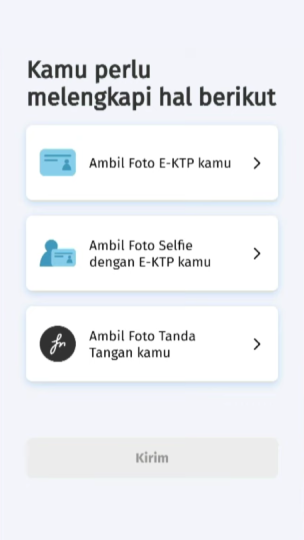 Kamu perlu
melengkapi hal berikut
Ambil Foto E-KTP kamu
Ambil Foto Selfie
dengan E-KTP kamu
Ambil Foto Tanda
Tangan kamu
Kirim